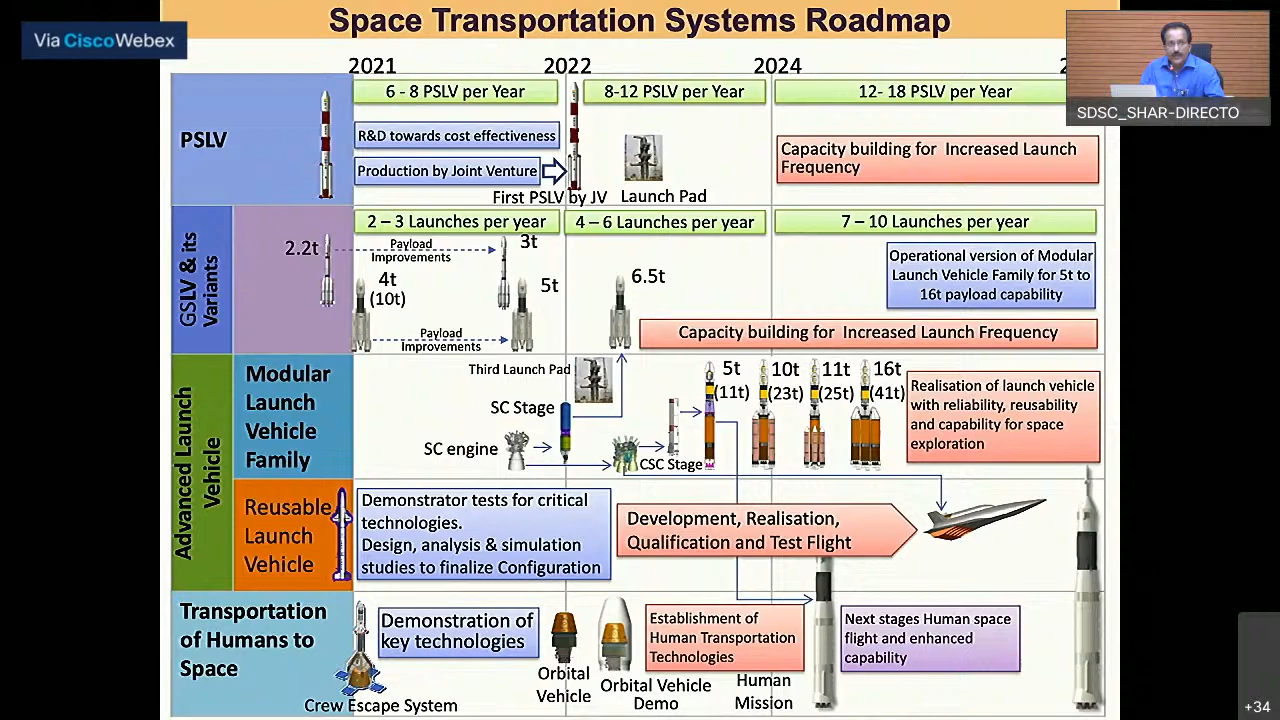 Space Transportation Systems Roadmap
Via CiscoWebex
SDSC_SHAR-DIRECTO
2021
2022
2024
PSLV
6 - 8 PSLV per Year
8-12 PSLV per Year
12- 18 PSLV per Year
R&D towards cost effectiveness
Production by Joint Venture
First PSLV by JV
Launch Pad
Capacity building for Increased Launch
Frequency
GSLV & its
Variants
2 – 3 Launches per year
4 – 6 Launches per year
7 – 10 Launches per year
2.2t
Payload
Improvements
3t
4t
(10t)
5t
6.5t
Payload
Improvements
Operational version of Modular
Launch Vehicle Family for 5t to
16t payload capability
Capacity building for Increased Launch Frequency
Advanced Launch
Vehicle
Modular
Launch
Vehicle
Family
Third Launch Pad
SC Stage
SC engine
CSC Stage
5t
(11t)
10t
(23t)
11t
(25t)
16t
(41t)
Realisation of launch vehicle
with reliability, reusability
and capability for space
exploration
Reusable
Launch
Vehicle
Demonstrator tests for critical
technologies.
Design, analysis & simulation
studies to finalize Configuration
Development, Realisation,
Qualification and Test Flight
Transportation
of Humans to
Space
Crew Escape System
Demonstration of
key technologies
Orbital
Vehicle
Orbital Vehicle
Demo
Establishment of
Human Transportation
Technologies
Human
Mission
Next stages Human space
flight and enhanced
capability
+34